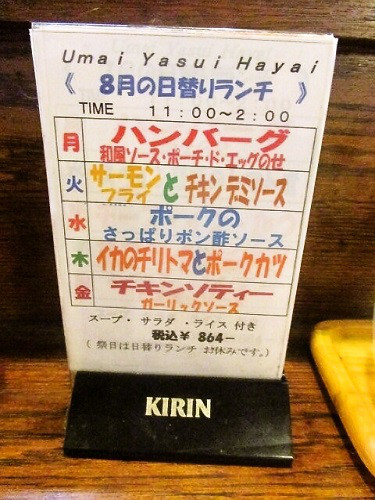 Umai Yasui Hayai
《 8月の日替りランチ 》
TIME 11:00～2:00
月 ハンバーグ
和風ソース・ポーチ・ド・エッグのせ
火 サーモンフライ と チキンデミソース
水 ポークの
さっぱりポン酢ソース
木 イカのチリトマとポークカツ
金 チキンソティー
ガーリックソース
スープ・サラダ・ライス 付き
税込￥ 864－
( 祭日は日替りランチ お休みです。)
KIRIN